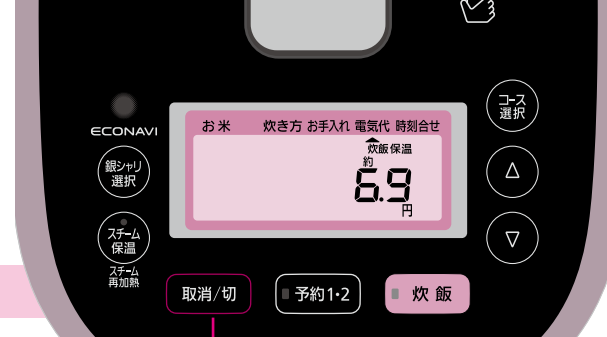 コース
選択
ECONAVI
お米 炊き方 お手入れ 電気代 時刻合せ
炊飯 保温
約
6.9
円
銀シャリ
選択
△
スチーム
保温
▽
スチーム
再加熱
取消/切
予約1・2
炊飯